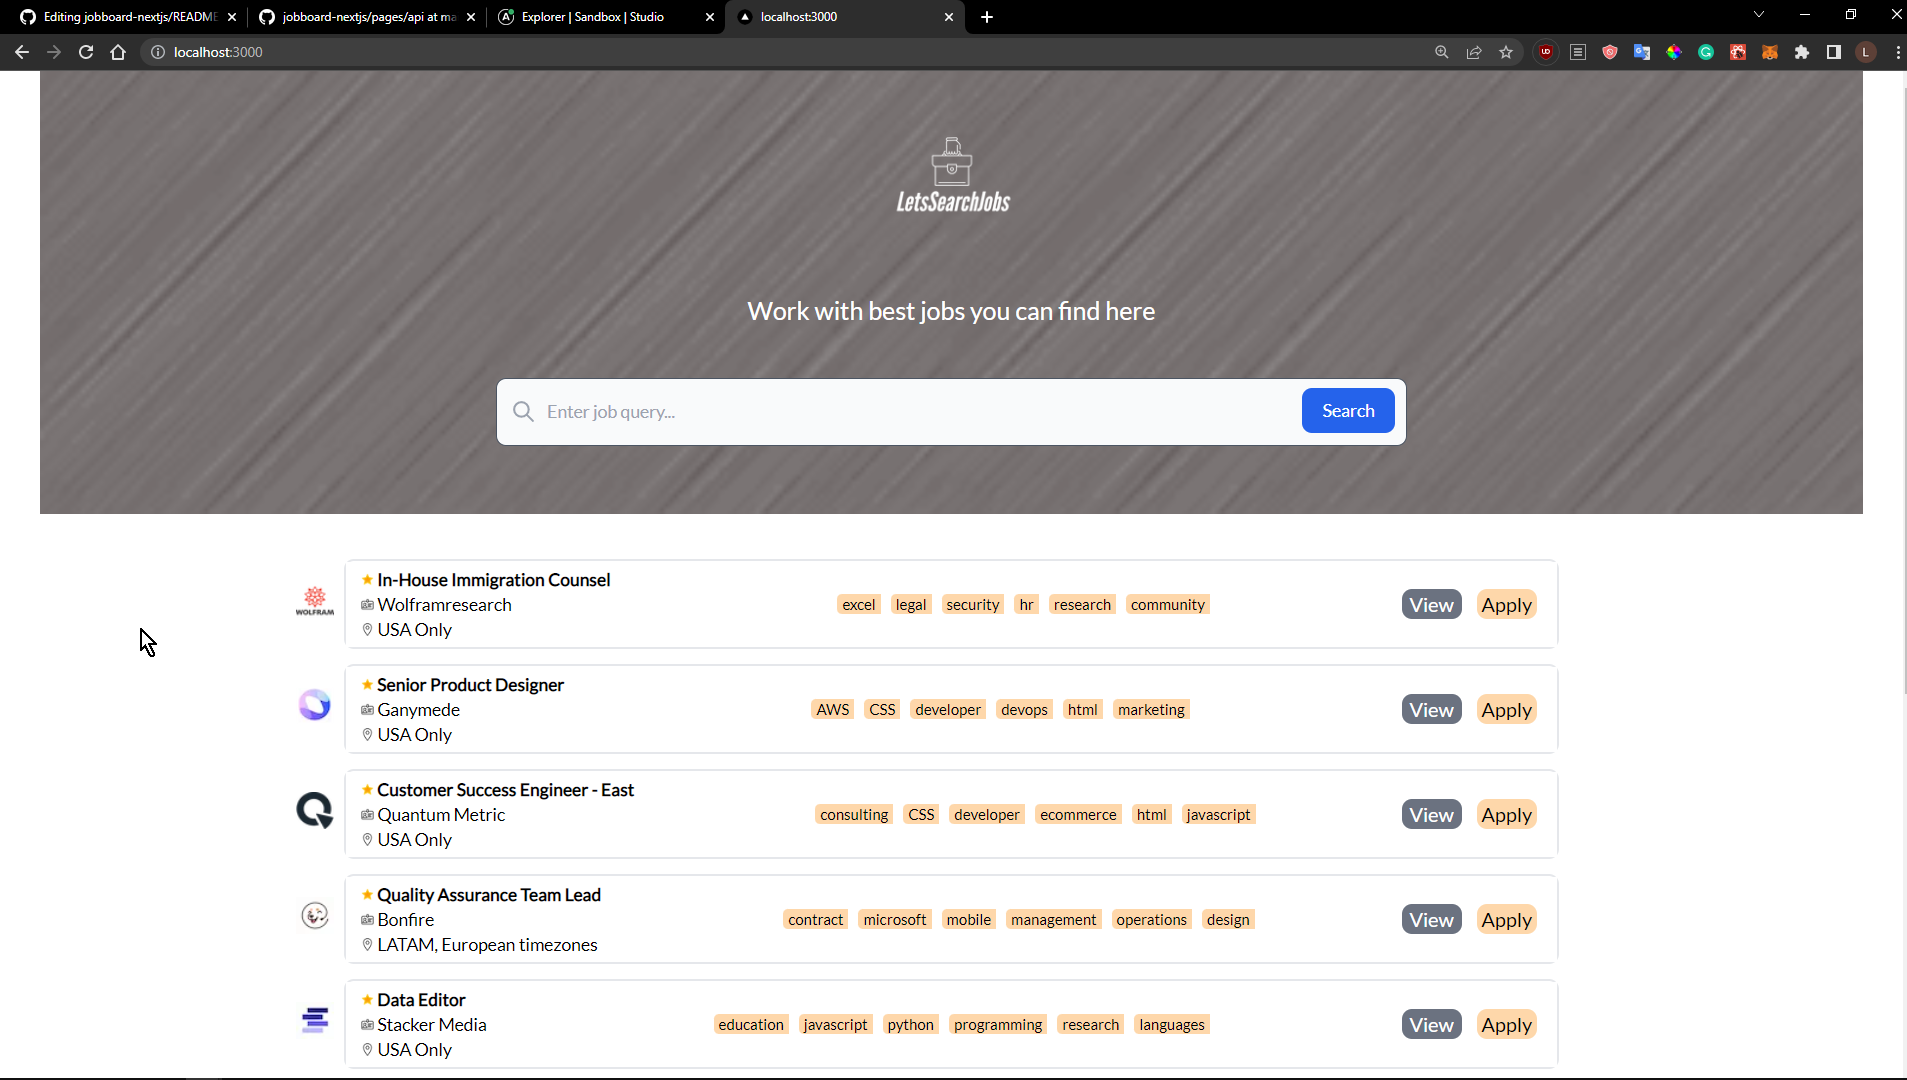 Editing jobboard-nextjs/README
jobboard-nextjs/pages/api at ma
Explorer | Sandbox | Studio
localhost:3000
localhost:3000
L
LetsSearchJobs
Work with best jobs you can find here
Enter job query...
Search
WOLFRAM
In-House Immigration Counsel
Wolframresearch
USA Only
excel legal security hr research community
View Apply
Senior Product Designer
Ganymede
USA Only
AWS CSS developer devops html marketing
View Apply
Customer Success Engineer - East
Quantum Metric
USA Only
consulting CSS developer ecommerce html javascript
View Apply
Quality Assurance Team Lead
Bonfire
LATAM, European timezones
contract microsoft mobile management operations design
View Apply
Data Editor
Stacker Media
USA Only
education javascript python programming research languages
View Apply